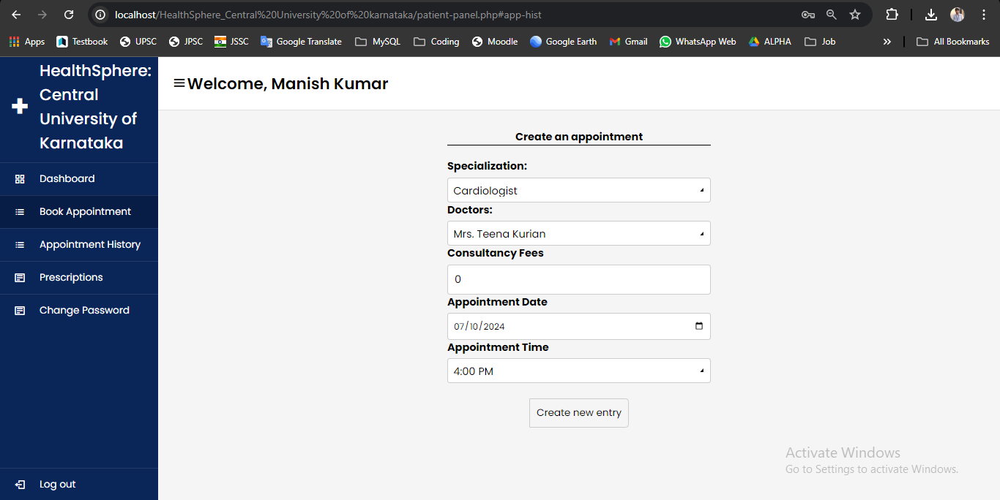 localhost/HealthSphere_Central%20University%20of%20karnataka/patient-panel.php#app-hist
Apps Testbook UPSC JPSC JSSC Google Translate MySQL Coding Moodle Google Earth Gmail WhatsApp Web ALPHA Job » All Bookmarks
HealthSphere:
Central
University of
Karnataka
Dashboard
Book Appointment
Appointment History
Prescriptions
Change Password
Log out
Welcome, Manish Kumar
Create an appointment
Specialization:
Cardiologist
Doctors:
Mrs. Teena Kurian
Consultancy Fees
0
Appointment Date
07/10/2024
Appointment Time
4:00 PM
Create new entry
Activate Windows
Go to Settings to activate Windows.